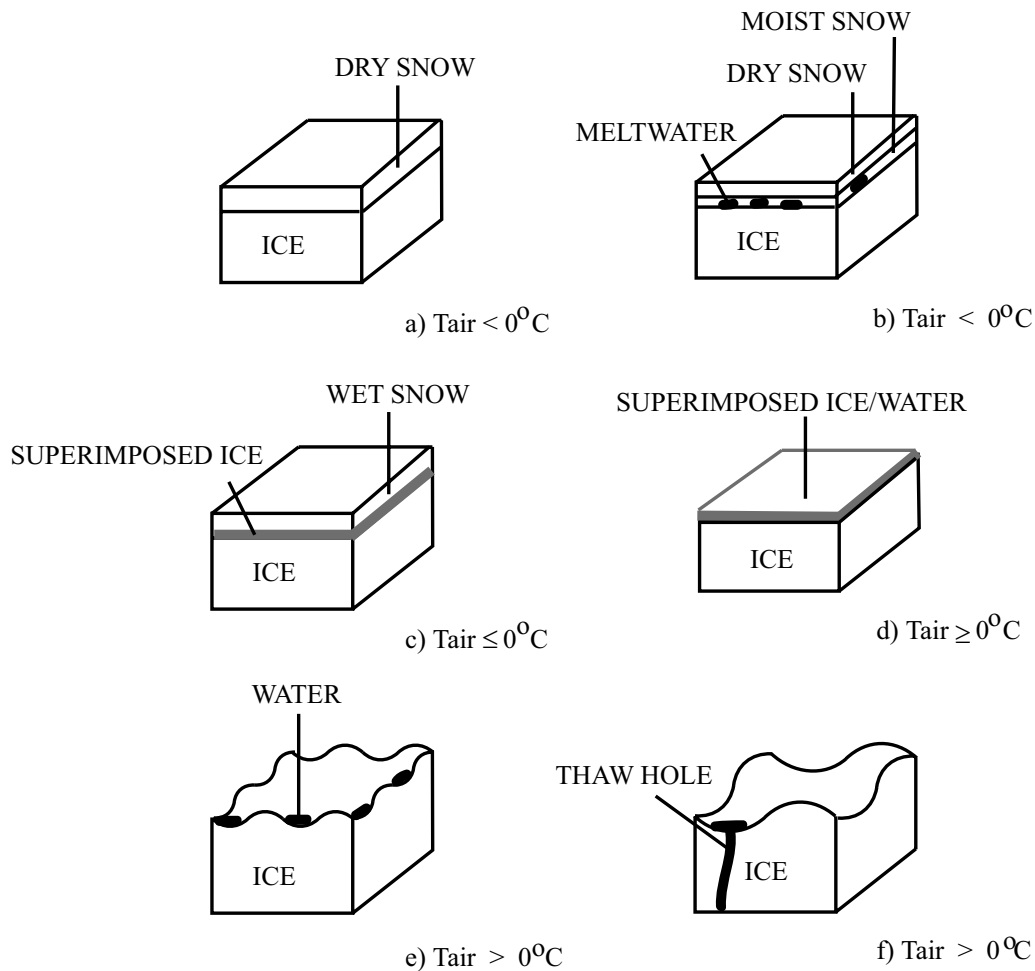 DRY SNOW
ICE
a) Tair < 0°C
MOIST SNOW
DRY SNOW
MELTWATER
ICE
b) Tair < 0°C
WET SNOW
SUPERIMPOSED ICE
ICE
c) Tair ≤ 0°C
SUPERIMPOSED ICE/WATER
ICE
d) Tair ≥ 0°C
WATER
ICE
e) Tair > 0°C
THAW HOLE
ICE
f) Tair > 0°C